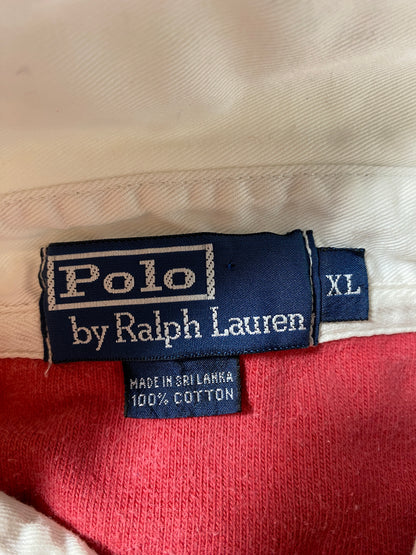 Polo
by Ralph Lauren
XL
MADE IN SRI LANKA
100% COTTON